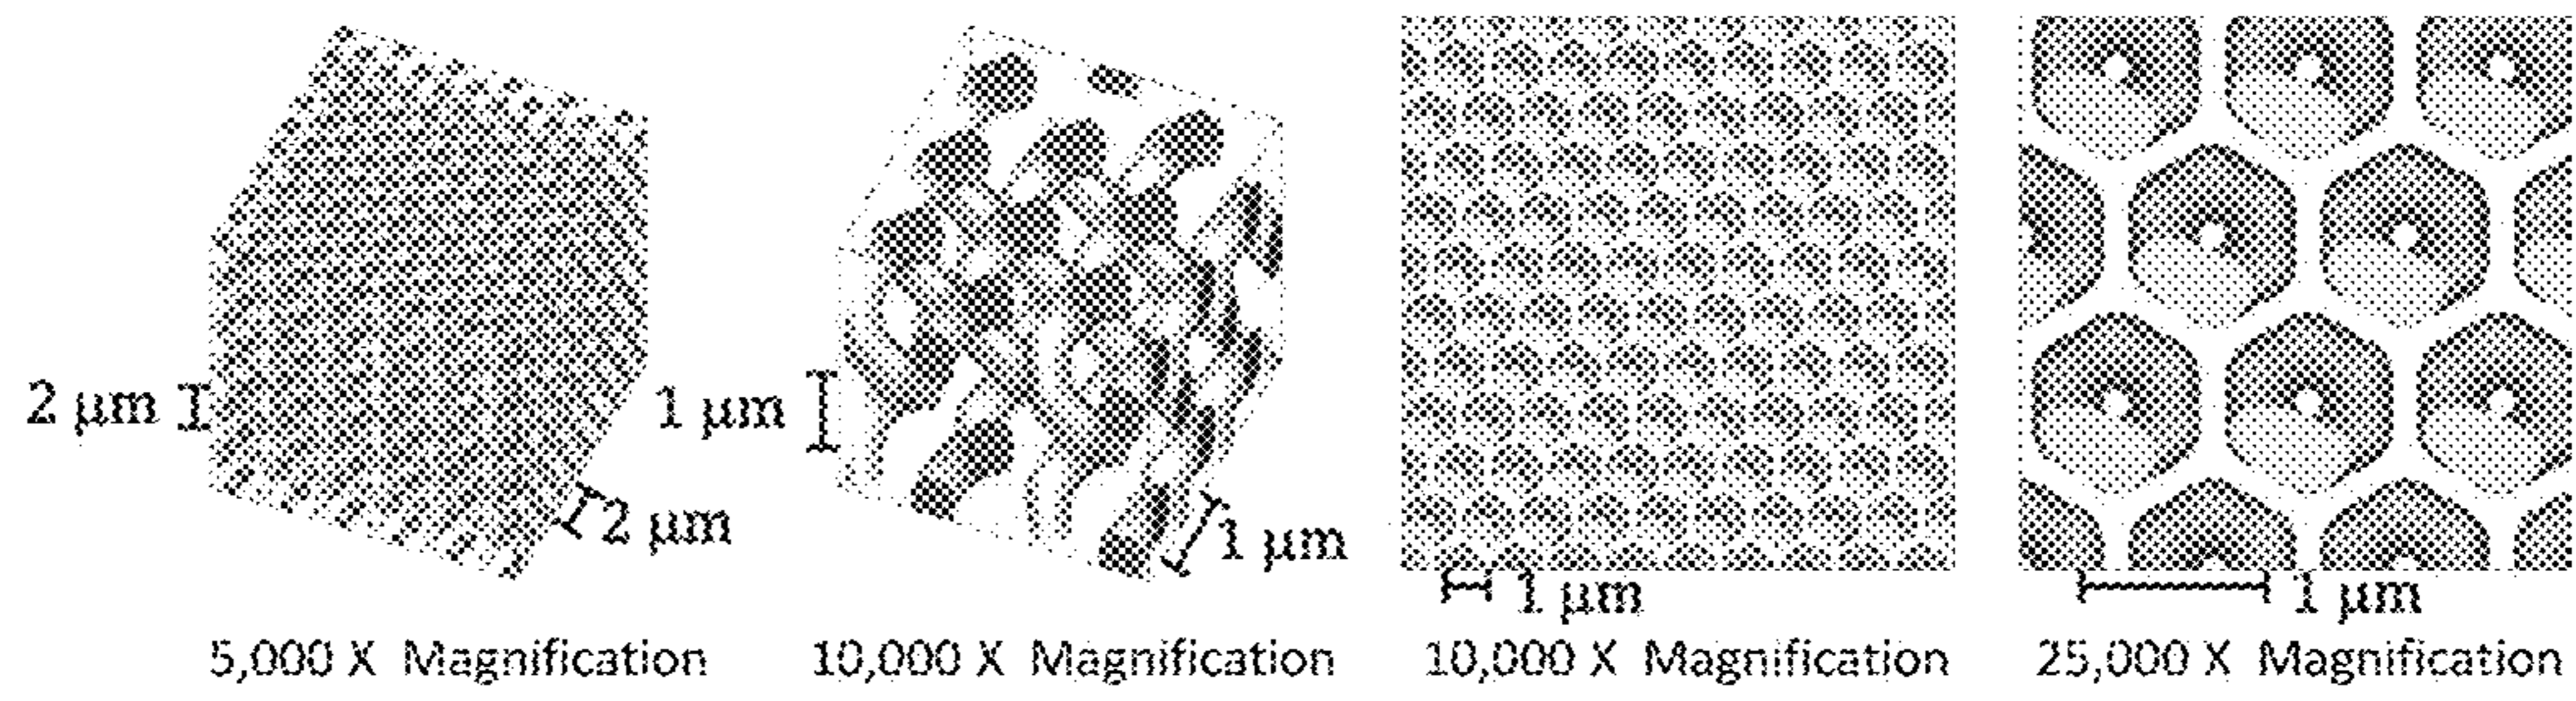 2 μm
2 μm
1 μm
1 μm
1 μm
1 μm
5,000 X Magnification
10,000 X Magnification
10,000 X Magnification
25,000 X Magnification